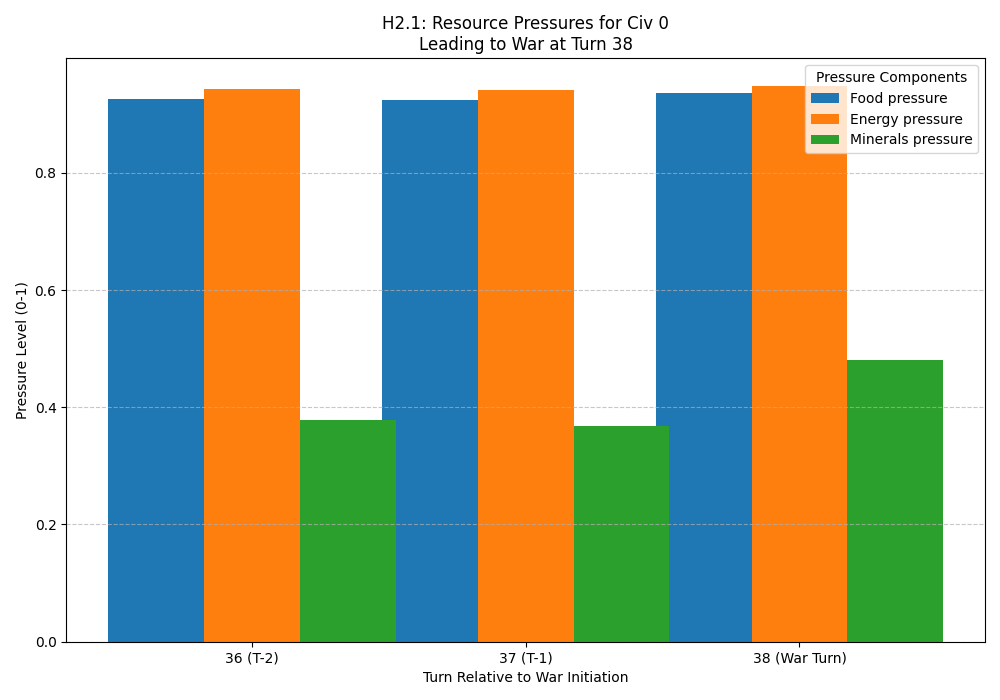 H2.1: Resource Pressures for Civ 0
Leading to War at Turn 38
Pressure Components
Food pressure
Energy pressure
Minerals pressure
Pressure Level (0-1)
0.8
0.6
0.4
0.2
0.0
36 (T-2)
37 (T-1)
38 (War Turn)
Turn Relative to War Initiation